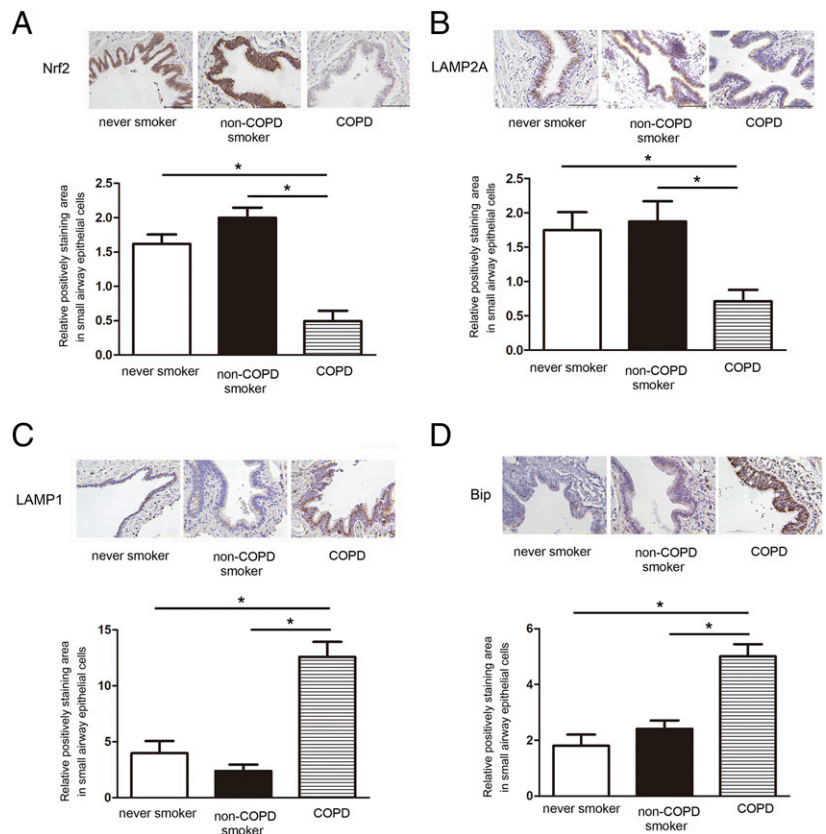 A
Nrf2
never smoker
non-COPD
smoker
COPD
*
*
Relative positively staining area
in small airway epithelial cells
2.5
2.0
1.5
1.0
0.5
0.0
never smoker
non-COPD
smoker
COPD
B
LAMP2A
never smoker
non-COPD
smoker
COPD
*
*
Relative positively staining area
in small airway epithelial cells
2.5
2.0
1.5
1.0
0.5
0.0
never smoker
non-COPD
smoker
COPD
C
LAMP1
never smoker
non-COPD
smoker
COPD
*
*
Relative positively staining area
in small airway epithelial cells
15
10
5
0
never smoker
non-COPD
smoker
COPD
D
Bip
never smoker
non-COPD
smoker
COPD
*
*
Relative positively staining area
in small airway epithelial cells
6
4
2
0
never smoker
non-COPD
smoker
COPD